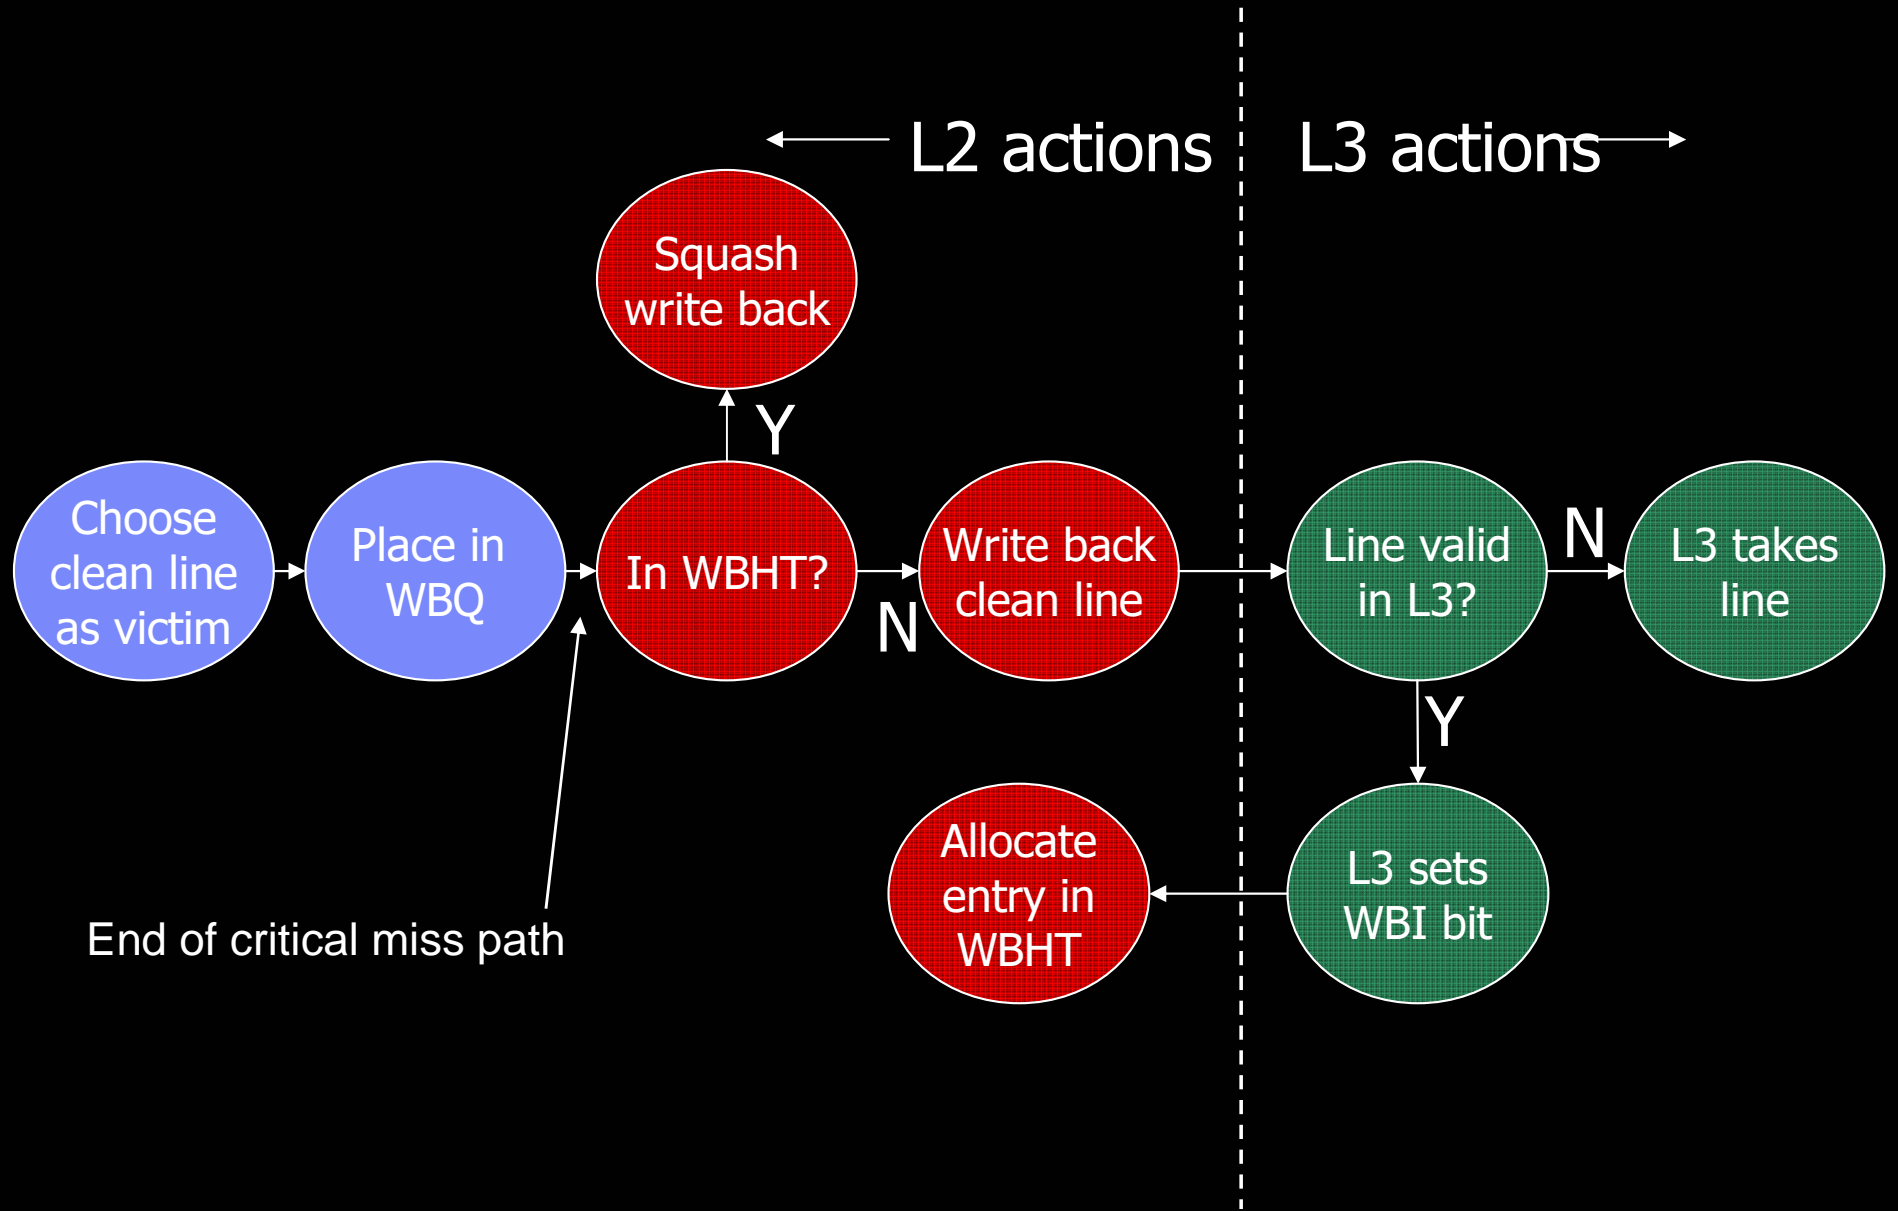 L2 actions
L3 actions
Squash
write back
Y
Choose
clean line
as victim
Place in
WBQ
In WBHT?
N
Write back
clean line
Line valid
in L3?
N
L3 takes
line
Y
Allocate
entry in
WBHT
L3 sets
WBI bit
End of critical miss path